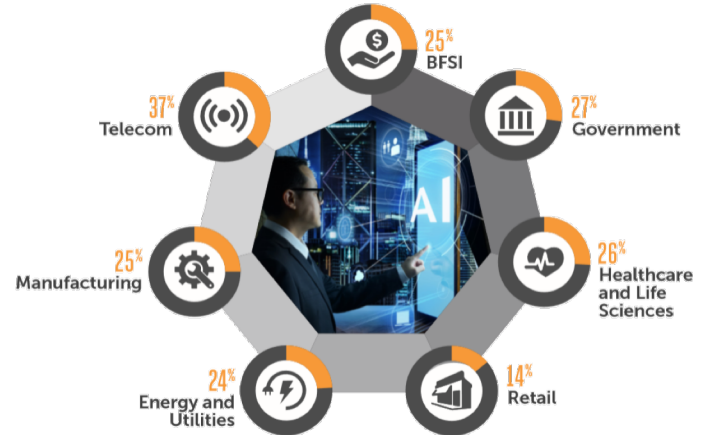 25%
BFSI
27%
Government
26%
Healthcare
and Life
Sciences
14%
Retail
24%
Energy and
Utilities
25%
Manufacturing
37%
Telecom
AI
$